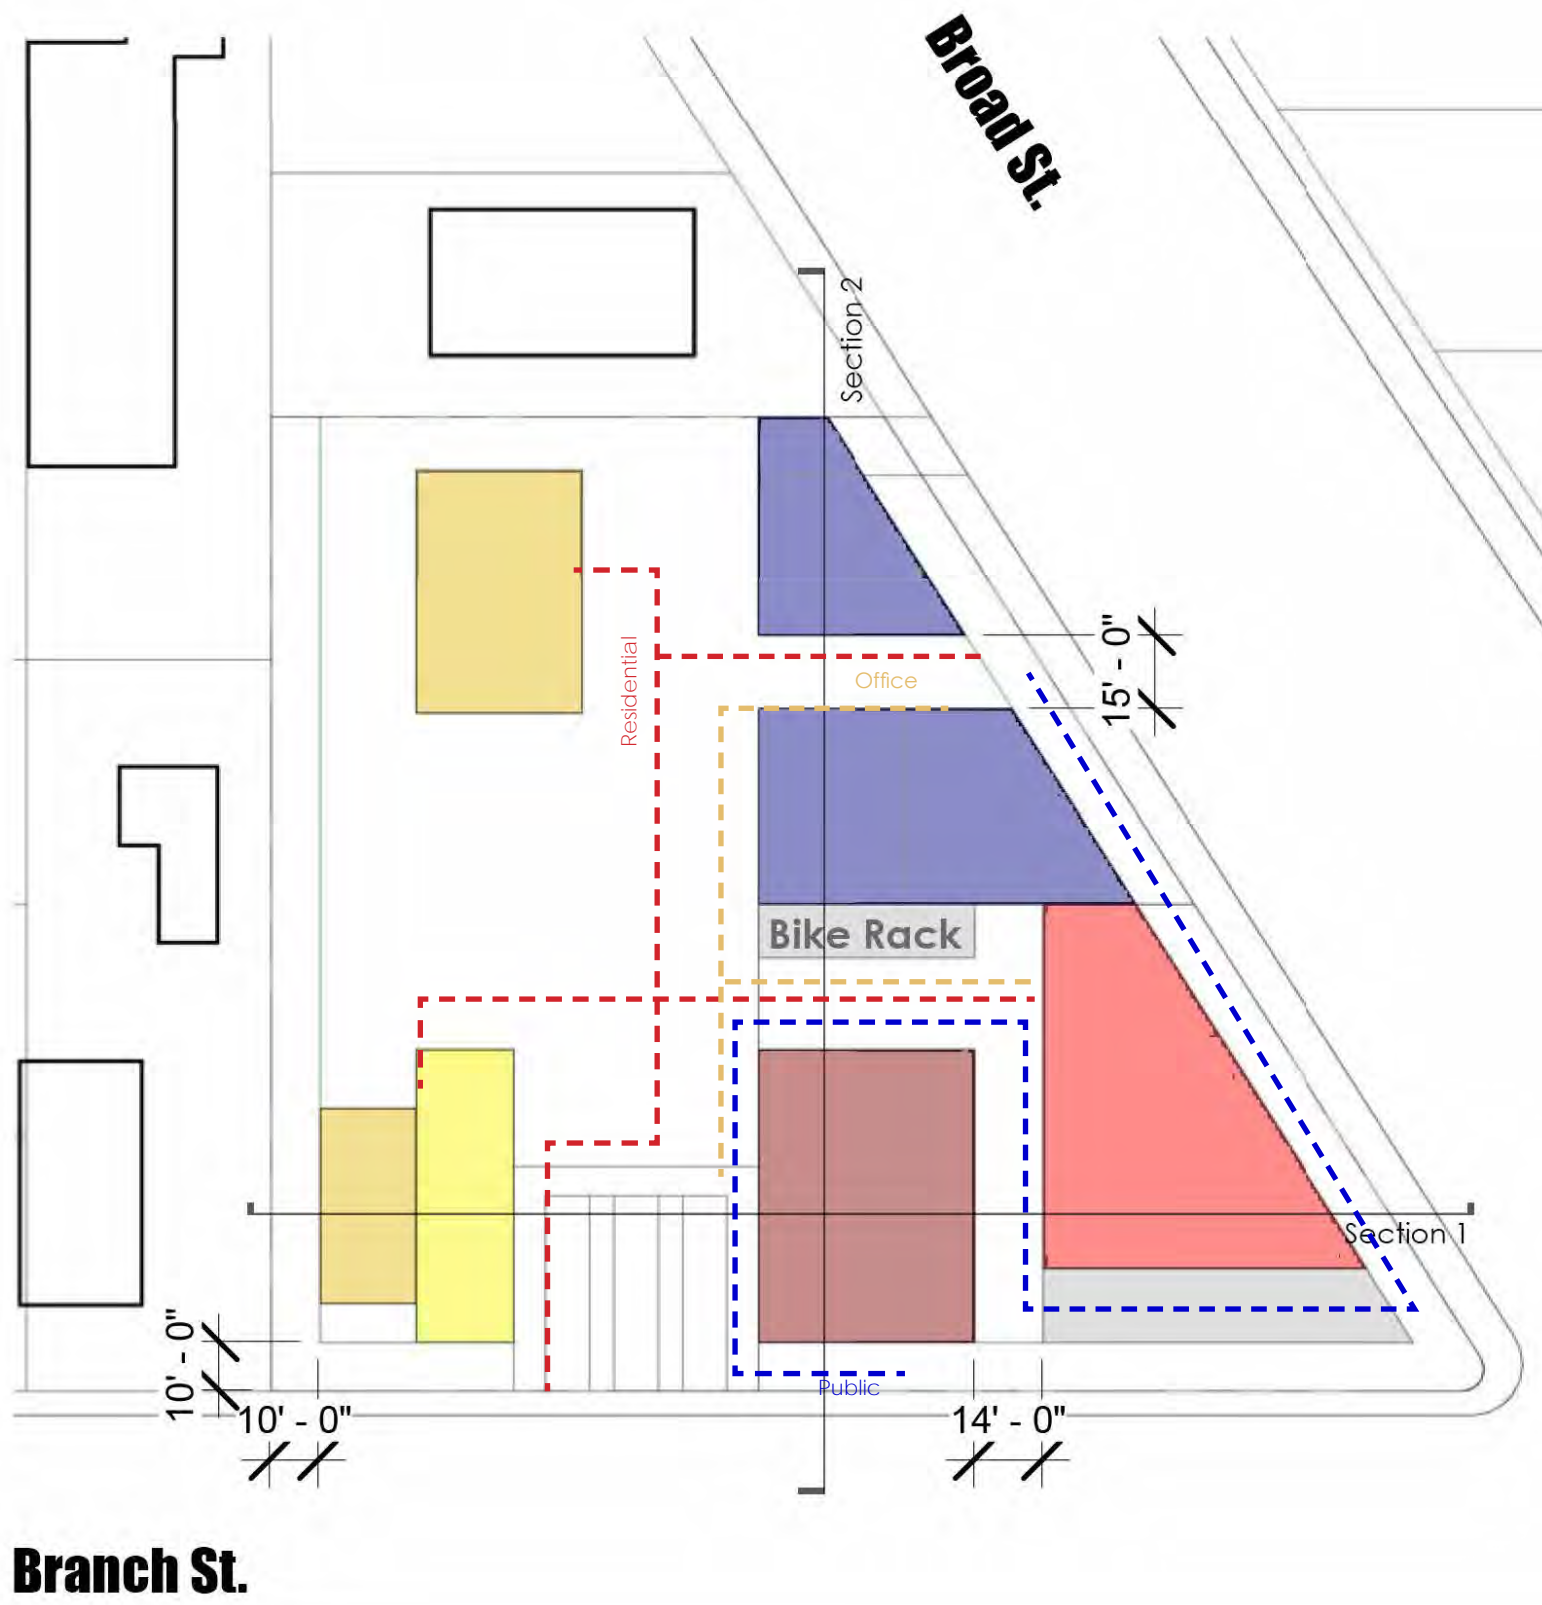 Broad St.
Section 2
15' - 0"
Residential
Office
Bike Rack
Section 1
10' - 0"
Public
10' - 0"
14' - 0"
Branch St.